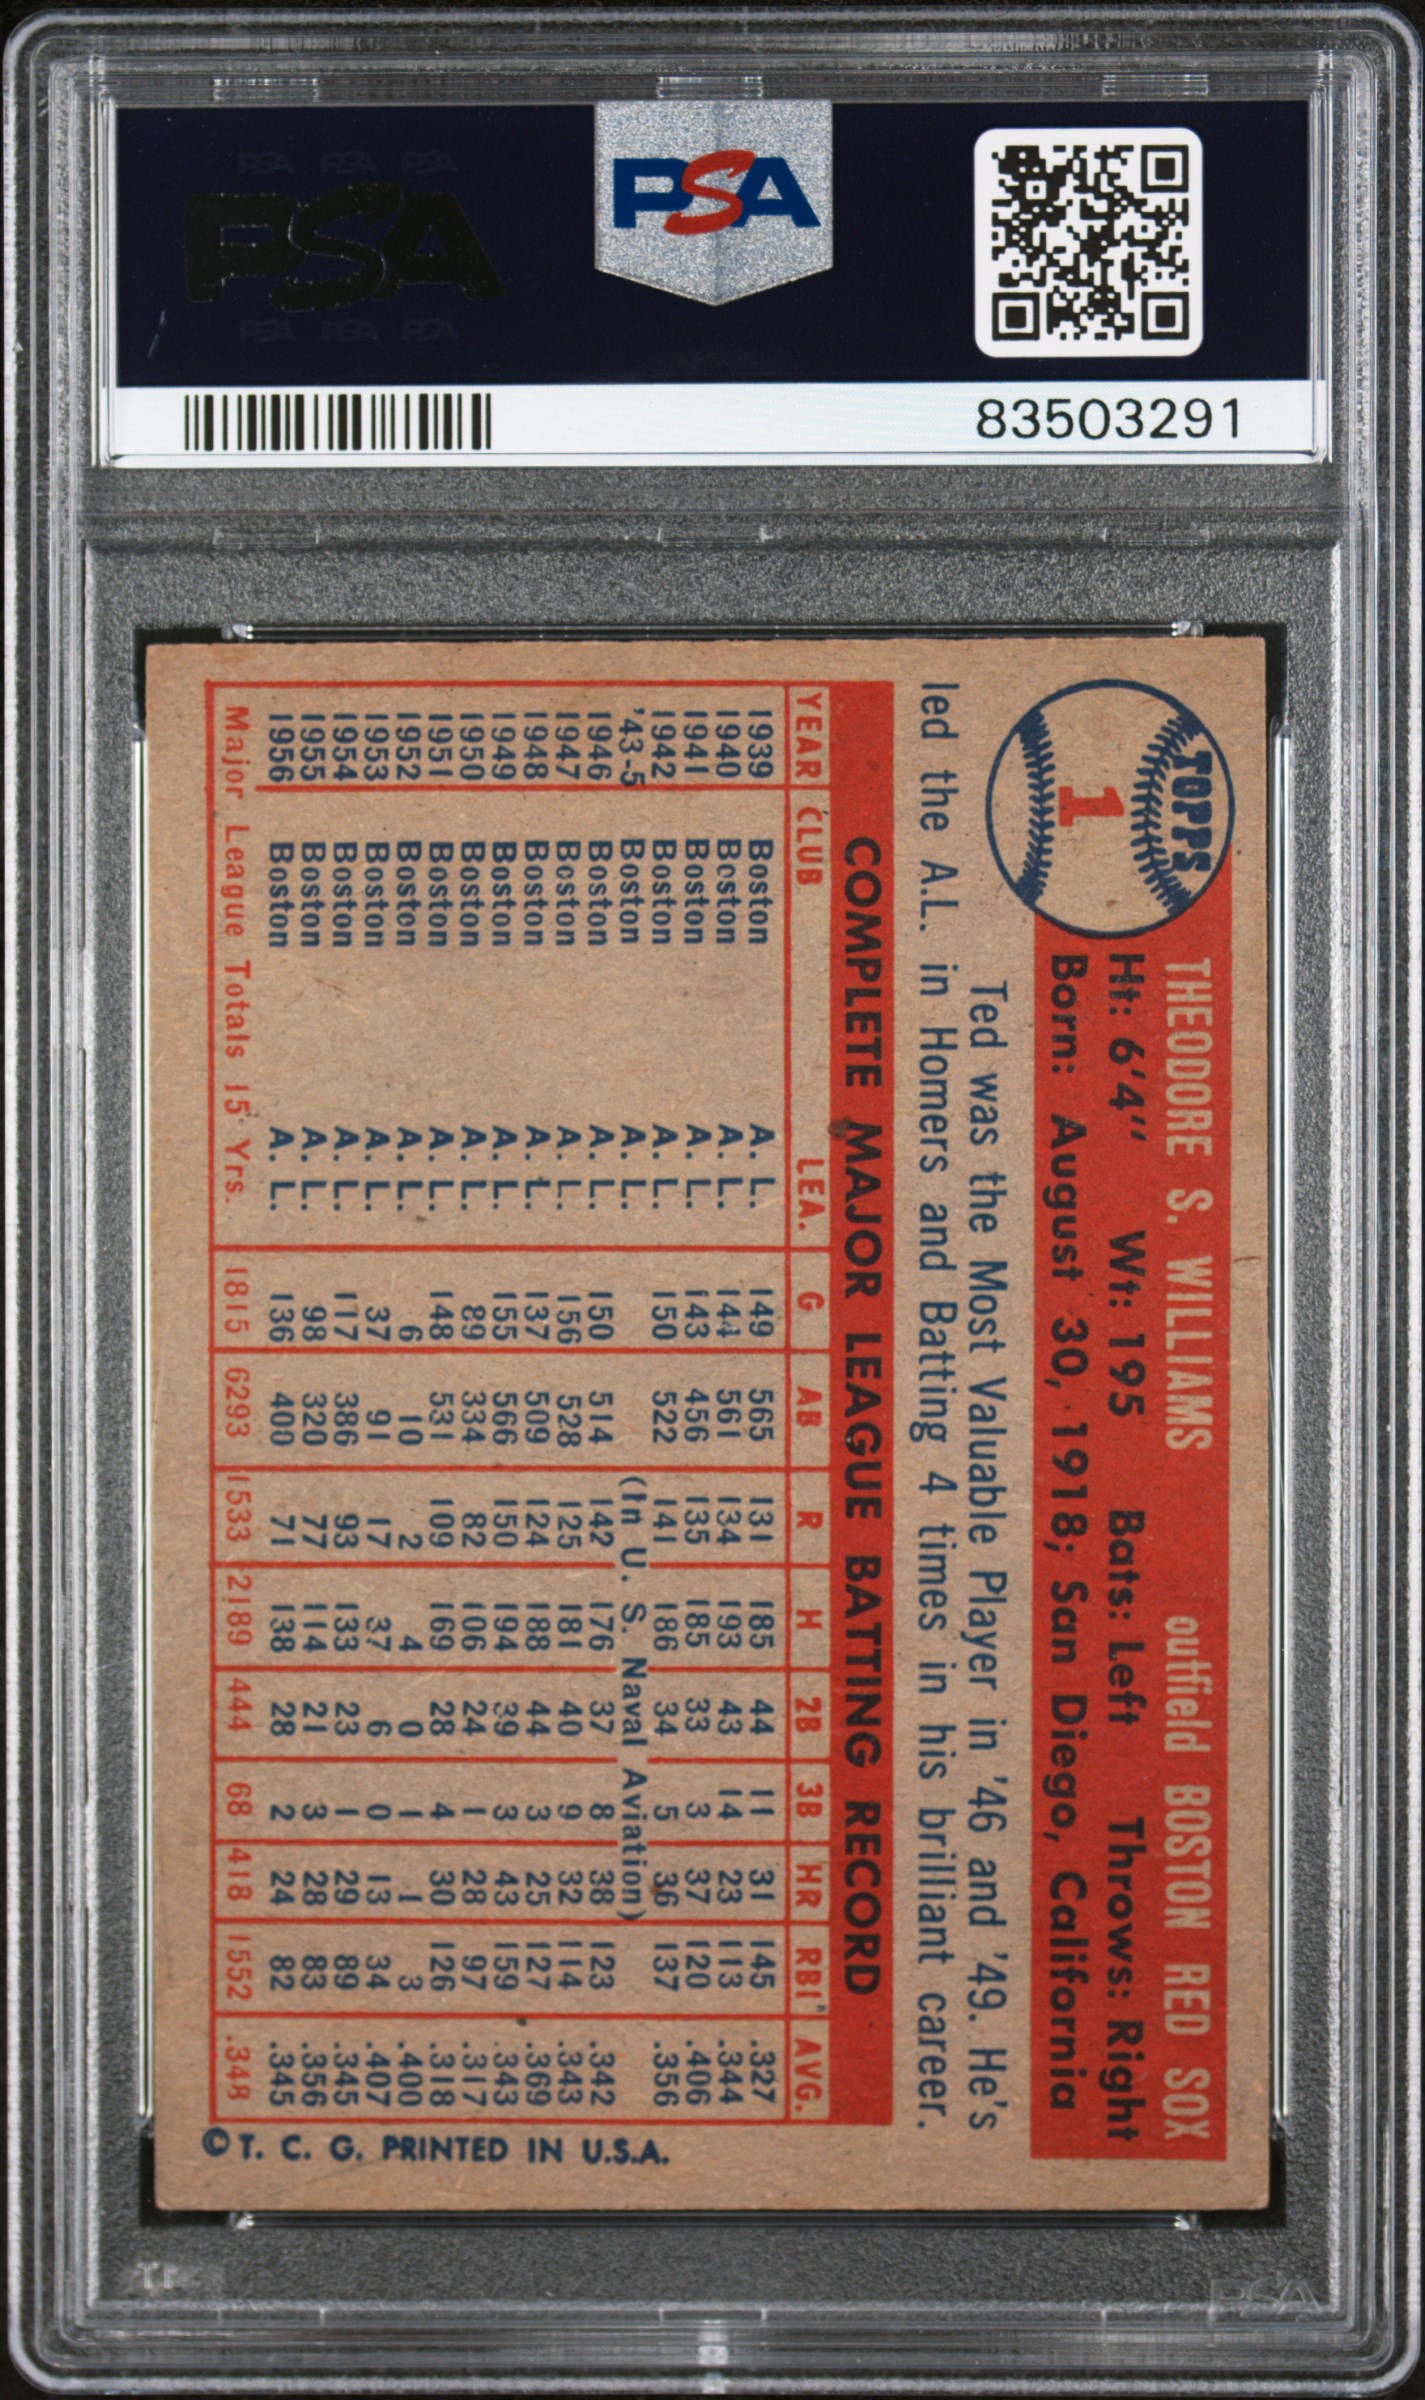 PSA PSA PSA
PSA
PSA PSA PSA
PSA
83503291
TOPPS
1
THEODORE S. WILLIAMS outfield BOSTON RED SOX
Ht: 6'4" Wt: 195 Bats: Left Throws: Right
Born: August 30, 1918; San Diego, California
Ted was the Most Valuable Player in '46 and '49. He's
led the A.L. in Homers and Batting 4 times in his brilliant career.
COMPLETE MAJOR LEAGUE BATTING RECORD
YEAR CLUB LEA. G AB R H 2B 3B HR RBI AVG.
1939 Boston A. L. 149 565 131 185 44 11 31 145 .327
1940 Boston A. L. 144 561 134 193 43 14 23 113 .344
1941 Boston A. L. 143 456 135 185 33 3 37 120 .406
1942 Boston A. L. 150 522 141 186 34 5 36 137 .356
'43-5 Boston A. L. (In U. S. Naval Aviation)
1946 Boston A. L. 150 514 142 176 37 8 38 123 .342
1947 Boston A. L. 156 528 125 181 40 9 32 114 .343
1948 Boston A. L. 137 509 124 188 44 3 25 127 .369
1949 Boston A. L. 155 566 150 194 39 3 43 159 .343
1950 Boston A. L. 89 334 82 106 24 1 28 97 .317
1951 Boston A. L. 148 531 109 169 28 4 30 126 .318
1952 Boston A. L. 6 10 2 4 0 1 1 3 .400
1953 Boston A. L. 37 91 17 37 6 0 13 34 .407
1954 Boston A. L. 117 386 93 133 23 1 29 89 .345
1955 Boston A. L. 98 320 77 114 21 3 28 83 .356
1956 Boston A. L. 136 400 71 138 28 2 24 82 .345
Major League Totals 15 Yrs. 1815 6293 1533 2189 444 68 418 1552 .348
© T. C. G. PRINTED IN U.S.A.
PSA